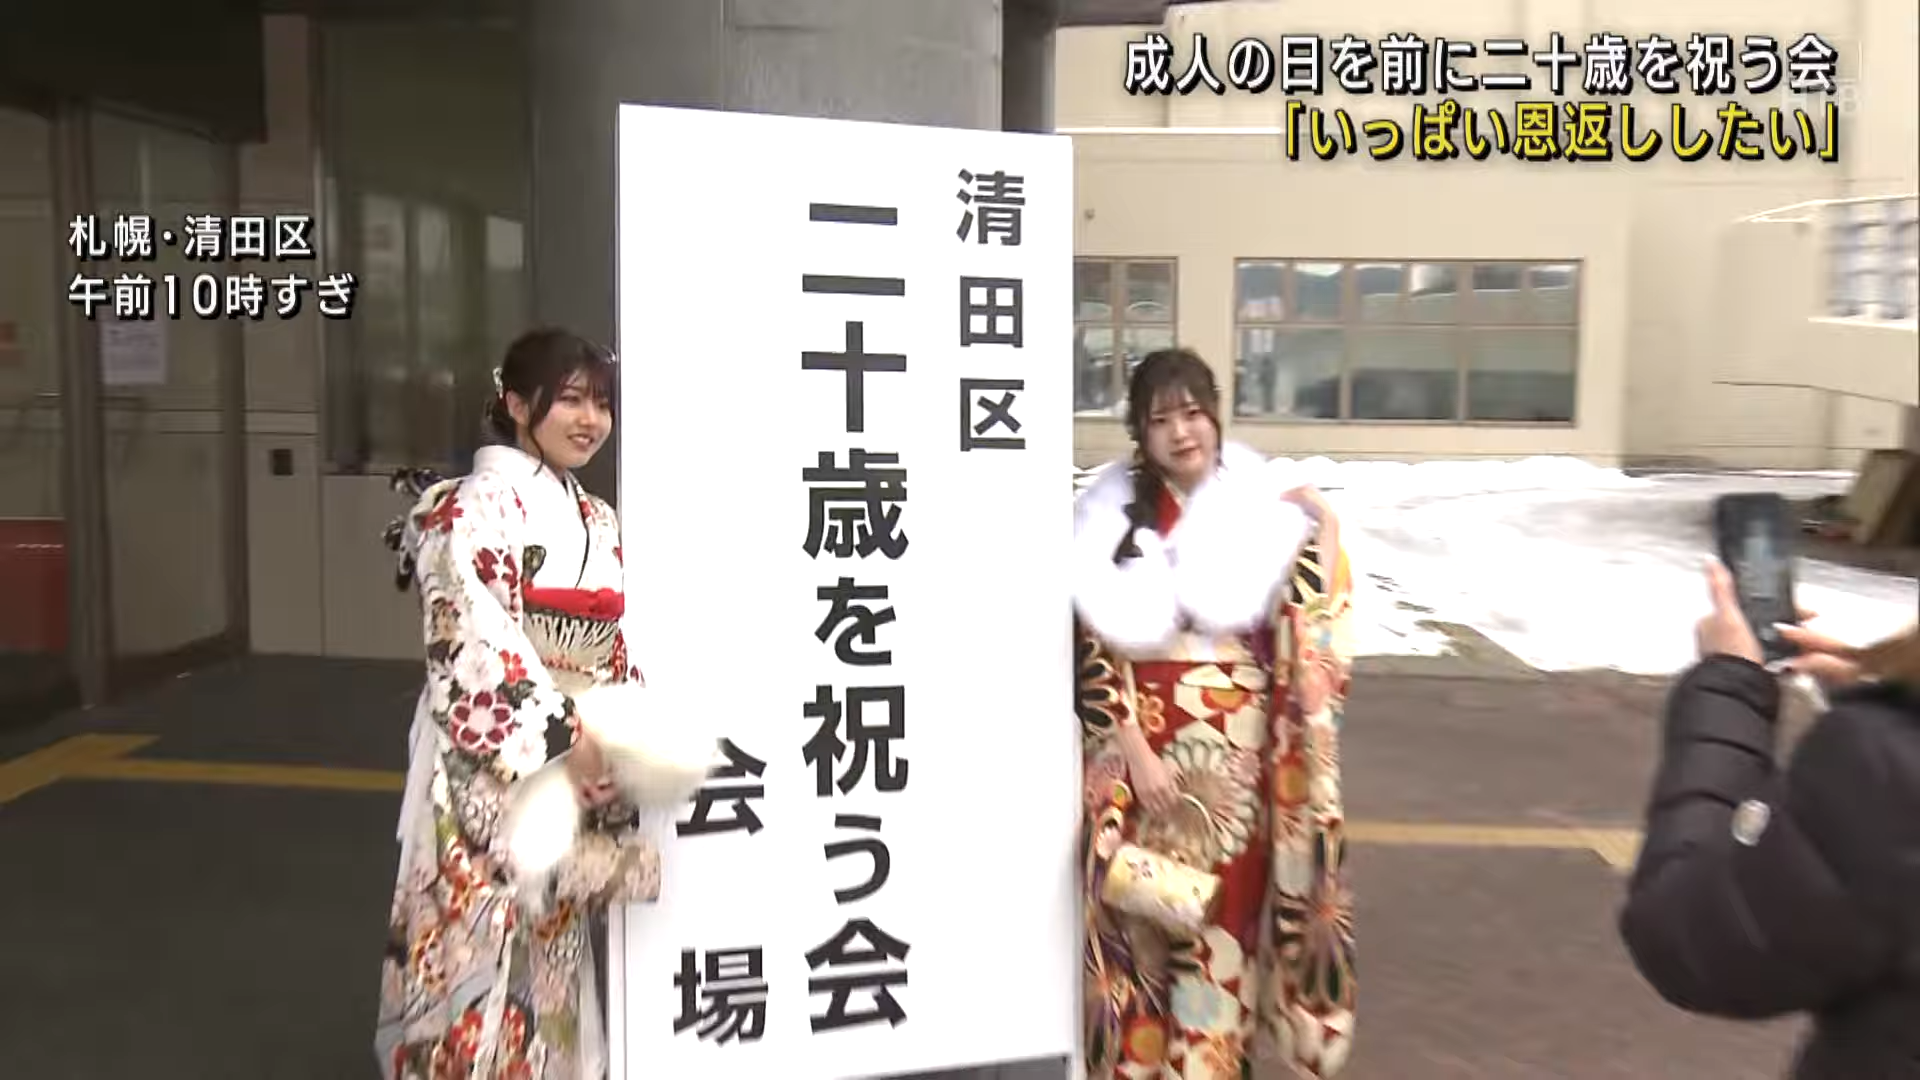 成人の日を前に二十歳を祝う会
「いっぱい恩返ししたい」
札幌・清田区
午前10時すぎ
清田区
二十歳を祝う会
会場
HTB